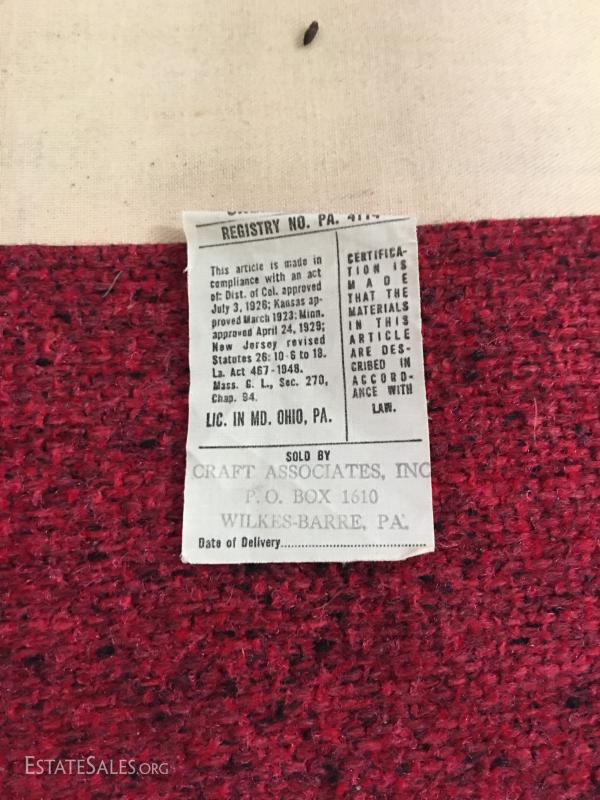 REGISTRY NO. PA. 4114
This article is made in
compliance with an act
of: Dist. of Col. approved
July 3, 1926; Kansas ap-
proved March 1923; Minn.
approved April 24, 1929;
New Jersey revised
Statutes 26: 10-6 to 18.
La. Act 467-1948.
Mass. G. L., Sec. 270,
Chap. 94.
LIC. IN MD. OHIO, PA.
CERTIFICA-
TION IS
MADE
THAT THE
MATERIALS
IN THIS
ARTICLE
ARE DES-
CRIBED IN
ACCORD-
ANCE WITH
LAW.
SOLD BY
CRAFT ASSOCIATES, INC
P. O. BOX 1610
WILKES-BARRE, PA.
Date of Delivery
ESTATESALES.ORG